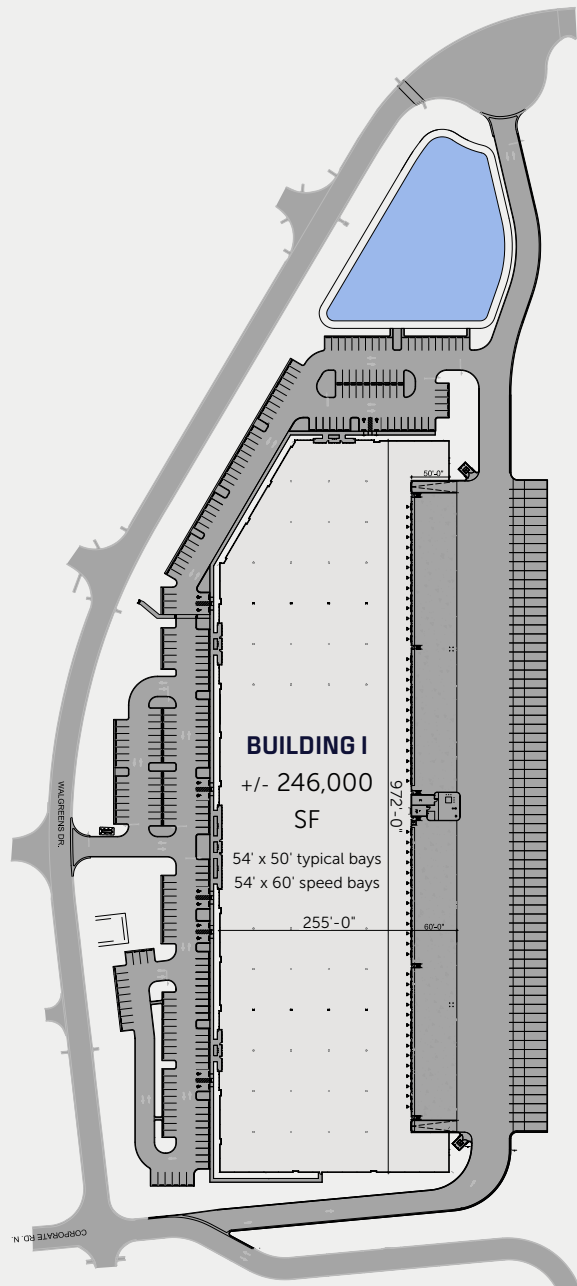 50'-0"
BUILDING I
+/- 246,000
SF
54' x 50' typical bays
54' x 60' speed bays
972'-0"
255'-0"
60'-0"
WALGREENS DR.
CORPORATE RD. N.